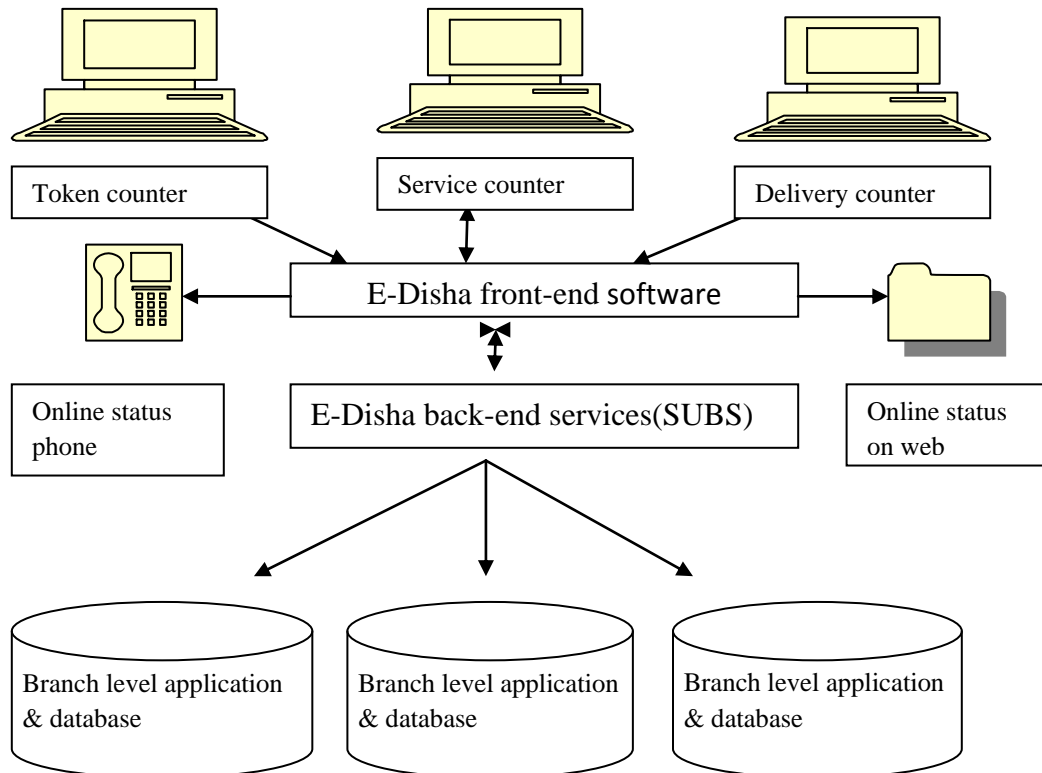 Token counter
Service counter
Delivery counter
E-Disha front-end software
Online status
phone
E-Disha back-end services(SUBS)
Online status
on web
Branch level application
& database
Branch level application
& database
Branch level application
& database